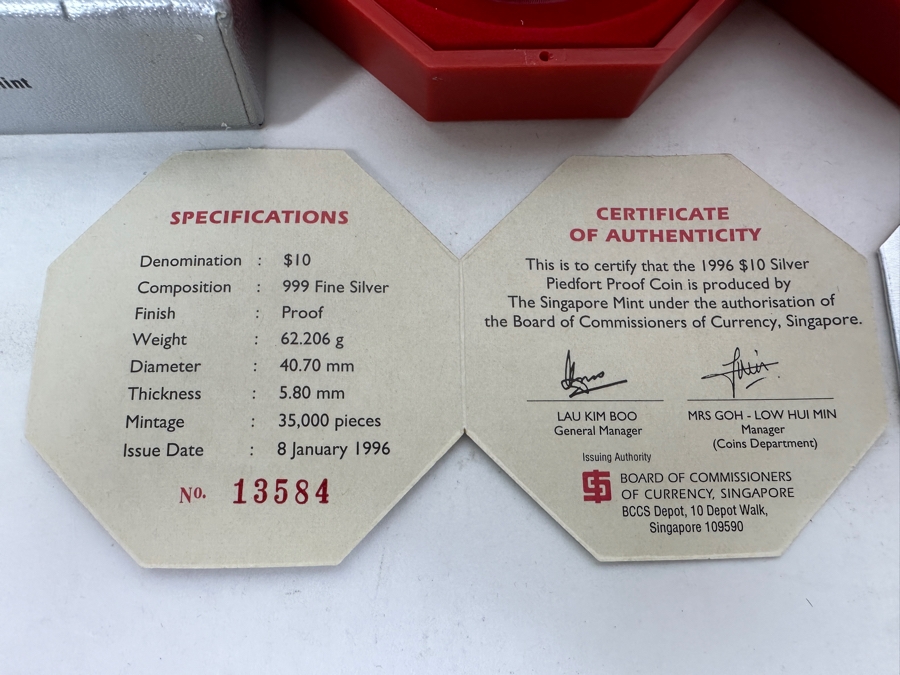 SPECIFICATIONS
Denomination : $10
Composition : 999 Fine Silver
Finish : Proof
Weight : 62.206 g
Diameter : 40.70 mm
Thickness : 5.80 mm
Mintage : 35,000 pieces
Issue Date : 8 January 1996
No. 13584
CERTIFICATE
OF AUTHENTICITY
This is to certify that the 1996 $10 Silver
Piedfort Proof Coin is produced by
The Singapore Mint under the authorisation of
the Board of Commissioners of Currency, Singapore.
LAU KIM BOO
General Manager
MRS GOH - LOW HUI MIN
Manager
(Coins Department)
Issuing Authority
BOARD OF COMMISSIONERS
OF CURRENCY, SINGAPORE
BCCS Depot, 10 Depot Walk,
Singapore 109590